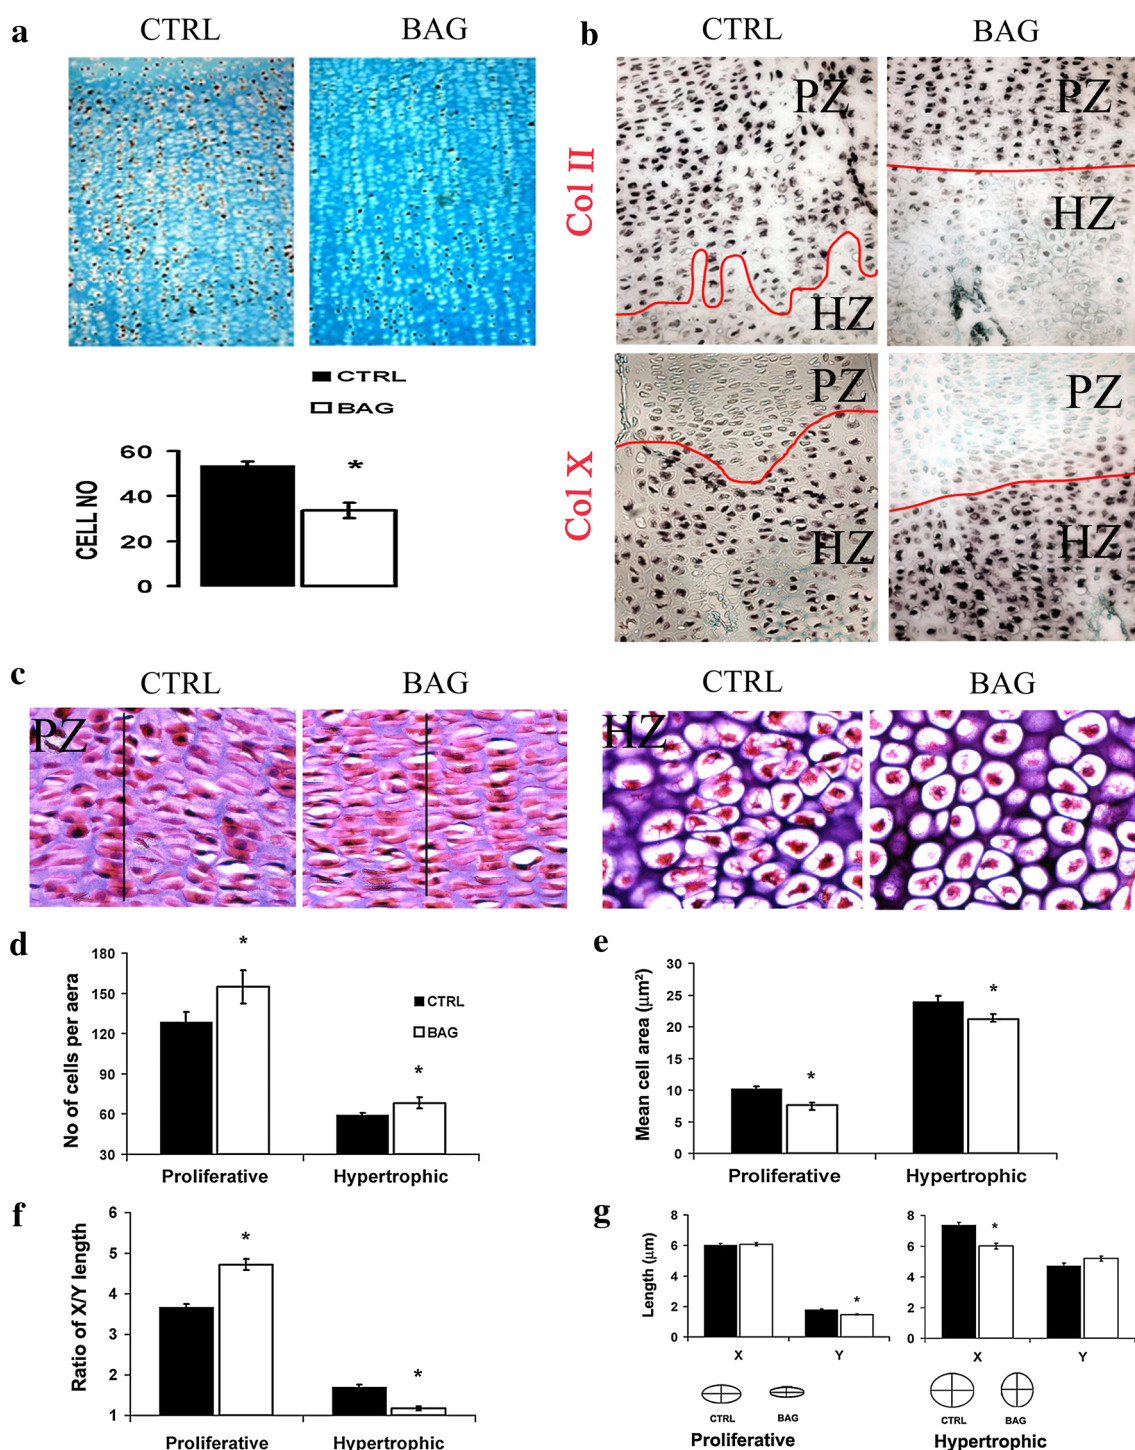 a
CTRL
BAG
CTRL
BAG
60
40
20
0
CELL NO
*
b
CTRL
BAG
Col II
PZ
HZ
PZ
HZ
Col X
PZ
HZ
PZ
HZ
c
CTRL
BAG
CTRL
BAG
PZ
HZ
d
No of cells per aera
180
150
120
90
60
30
*
*
CTRL
BAG
Proliferative
Hypertrophic
e
Mean cell area (µm²)
30
25
20
15
10
5
0
*
*
Proliferative
Hypertrophic
f
Ratio of X/Y length
6
5
4
3
2
1
*
*
Proliferative
Hypertrophic
g
Length (µm)
8
6
4
2
0
*
X
Y
CTRL
BAG
Proliferative
8
6
4
2
0
*
X
Y
CTRL
BAG
Hypertrophic